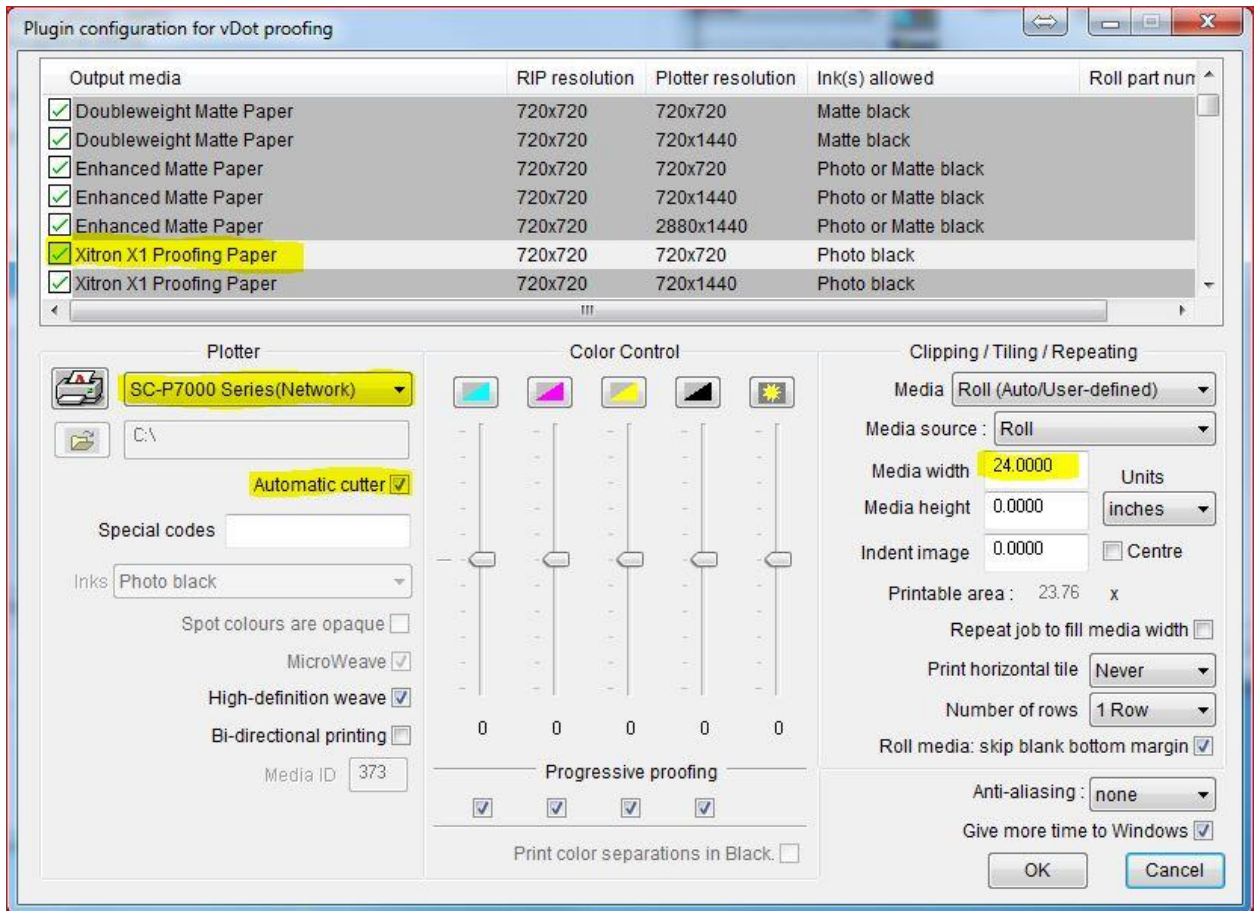 Plugin configuration for vDot proofing
Output media RIP resolution Plotter resolution Ink(s) allowed Roll part num
Doubleweight Matte Paper 720x720 720x720 Matte black
Doubleweight Matte Paper 720x720 720x1440 Matte black
Enhanced Matte Paper 720x720 720x720 Photo or Matte black
Enhanced Matte Paper 720x720 720x1440 Photo or Matte black
Enhanced Matte Paper 720x720 2880x1440 Photo or Matte black
Xitron X1 Proofing Paper 720x720 720x720 Photo black
Xitron X1 Proofing Paper 720x720 720x1440 Photo black
Plotter
SC-P7000 Series(Network)
C:\
Automatic cutter
Special codes
Inks Photo black
Spot colours are opaque
MicroWeave
High-definition weave
Bi-directional printing
Media ID 373
Color Control
0 0 0 0 0
Progressive proofing
Print color separations in Black.
Clipping / Tiling / Repeating
Media Roll (Auto/User-defined)
Media source : Roll
Media width 24.0000 Units
Media height 0.0000 inches
Indent image 0.0000 Centre
Printable area : 23.76 x
Repeat job to fill media width
Print horizontal tile Never
Number of rows 1 Row
Roll media: skip blank bottom margin
Anti-aliasing : none
Give more time to Windows
OK Cancel